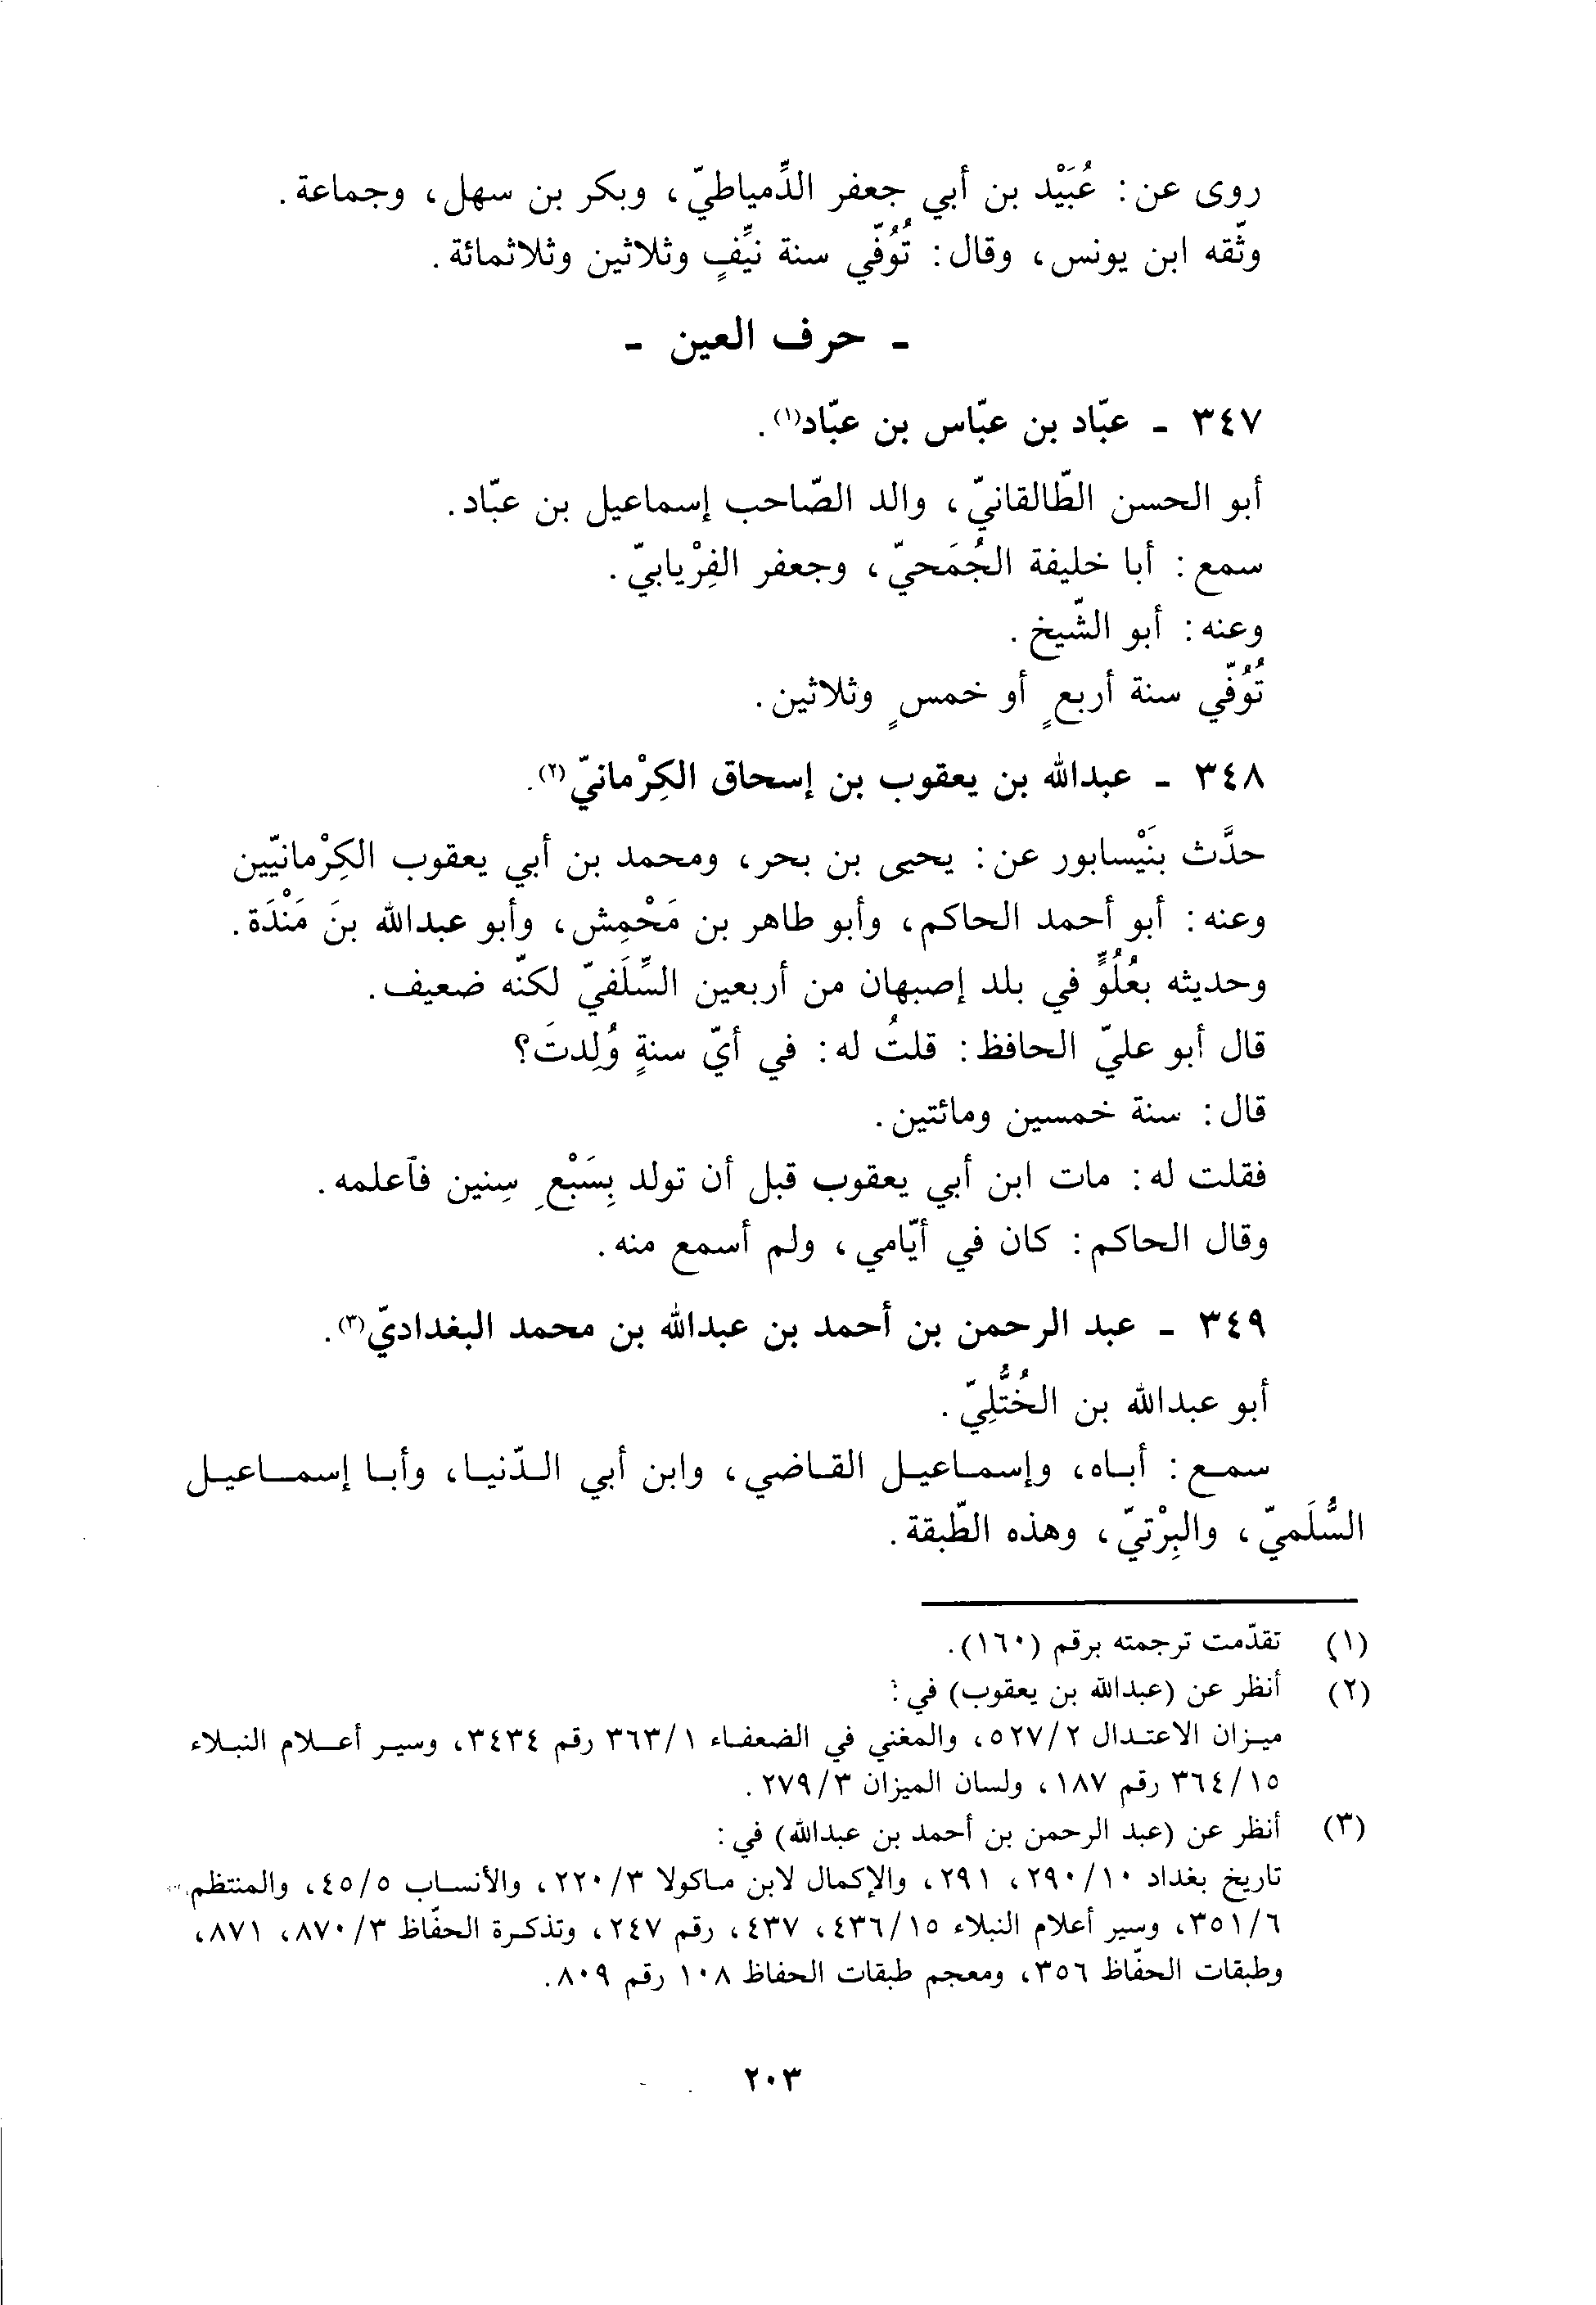 روى عن: عُبَيْد بن أبي جعفر الدِّمياطيّ، وبكر بن سهل، وجماعة.
وثّقه ابن يونس، وقال: تُوُفّي سنة نيِّفٍ وثلاثين وثلاثمائة.
- حرف العين -
٣٤٧ - عبّاد بن عبّاس بن عبّاد(١).
أبو الحسن الطّالقانيّ، والد الصّاحب إسماعيل بن عبّاد.
سمع: أبا خليفة الجُمَحيّ، وجعفر الفِرْيابيّ.
وعنه: أبو الشّيخ.
تُوُفّي سنة أربعٍ أو خمسٍ وثلاثين.
٣٤٨ - عبدالله بن يعقوب بن إسحاق الكِرْمانيّ(٢).
حدَّث بنَيْسابور عن: يحيى بن بحر، ومحمد بن أبي يعقوب الكِرْمانيّين
وعنه: أبو أحمد الحاكم، وأبو طاهر بن مَحْمِش، وأبو عبدالله بنَ مَنْدَة.
وحديثه بعُلُوٍّ في بلد إصبهان من أربعين السِّلَفيّ لكنّه ضعيف.
قال أبو عليّ الحافظ: قلتُ له: في أيّ سنةٍ وُلِدتَ؟
قال: سنة خمسين ومائتين.
فقلت له: مات ابن أبي يعقوب قبل أن تولد بِسَبْعِ سِنين فآعلمه.
وقال الحاكم: كان في أيّامي، ولم أسمع منه.
٣٤٩ - عبد الرحمن بن أحمد بن عبدالله بن محمد البغداديّ(٣).
أبو عبدالله بن الخُتُّلِيّ.
سمع: أباه، وإسماعيل القاضي، وابن أبي الدّنيا، وأبا إسماعيل
السُّلَميّ، والبِرْتيّ، وهذه الطّبقة.
(١) تقدّمت ترجمته برقم (١٦٠).
(٢) أنظر عن (عبدالله بن يعقوب) في:
ميزان الاعتدال ٥٢٧/٢، والمغني في الضعفاء ٣٦٣/١ رقم ٣٤٣٤، وسير أعلام النبلاء
٣٦٤/١٥ رقم ١٨٧، ولسان الميزان ٢٧٩/٣.
(٣) أنظر عن (عبد الرحمن بن أحمد بن عبدالله) في:
تاريخ بغداد ٢٩٠/١٠، ٢٩١، والإكمال لابن ماكولا ٢٢٠/٣، والأنساب ٤٥/٥، والمنتظم
٣٥١/٦، وسير أعلام النبلاء ٤٣٦/١٥، ٤٣٧، رقم ٢٤٧، وتذكرة الحفّاظ ٨٧٠/٣، ٨٧١،
وطبقات الحفّاظ ٣٥٦، ومعجم طبقات الحفاظ ١٠٨ رقم ٨٠٩.
٢٠٣